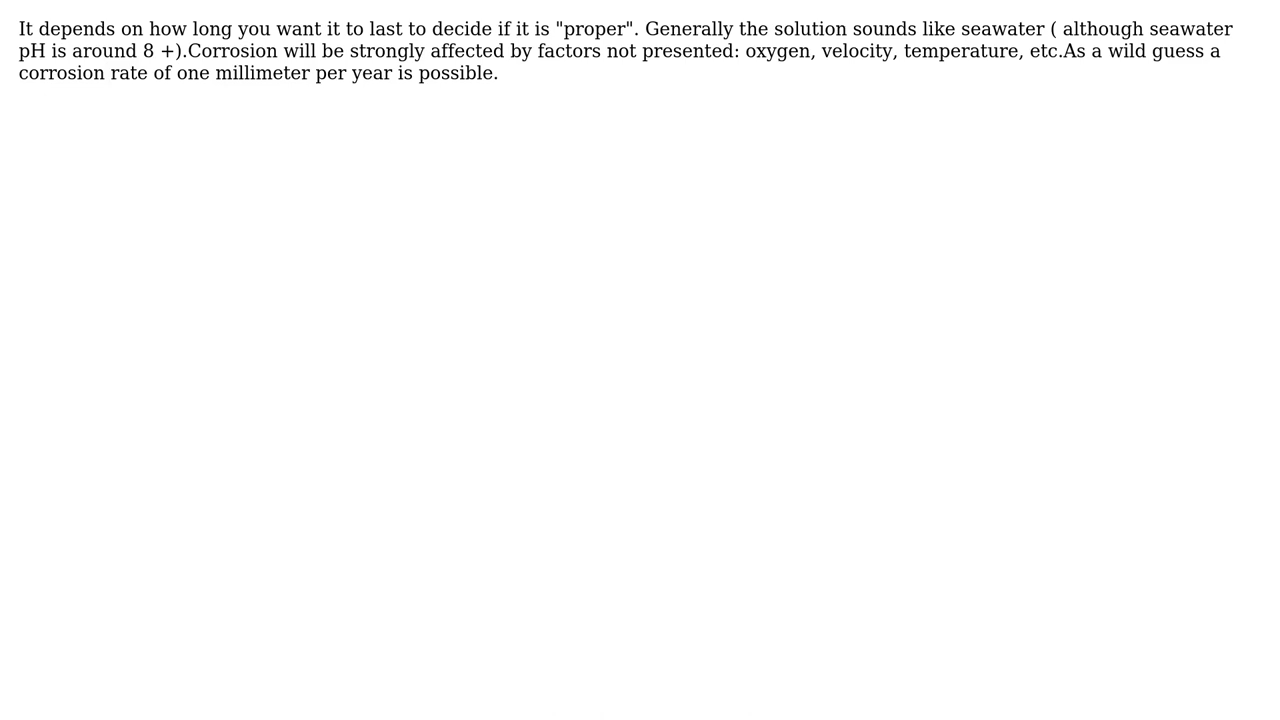 It depends on how long you want it to last to decide if it is "proper". Generally the solution sounds like seawater ( although seawater
pH is around 8 +).Corrosion will be strongly affected by factors not presented: oxygen, velocity, temperature, etc.As a wild guess a
corrosion rate of one millimeter per year is possible.